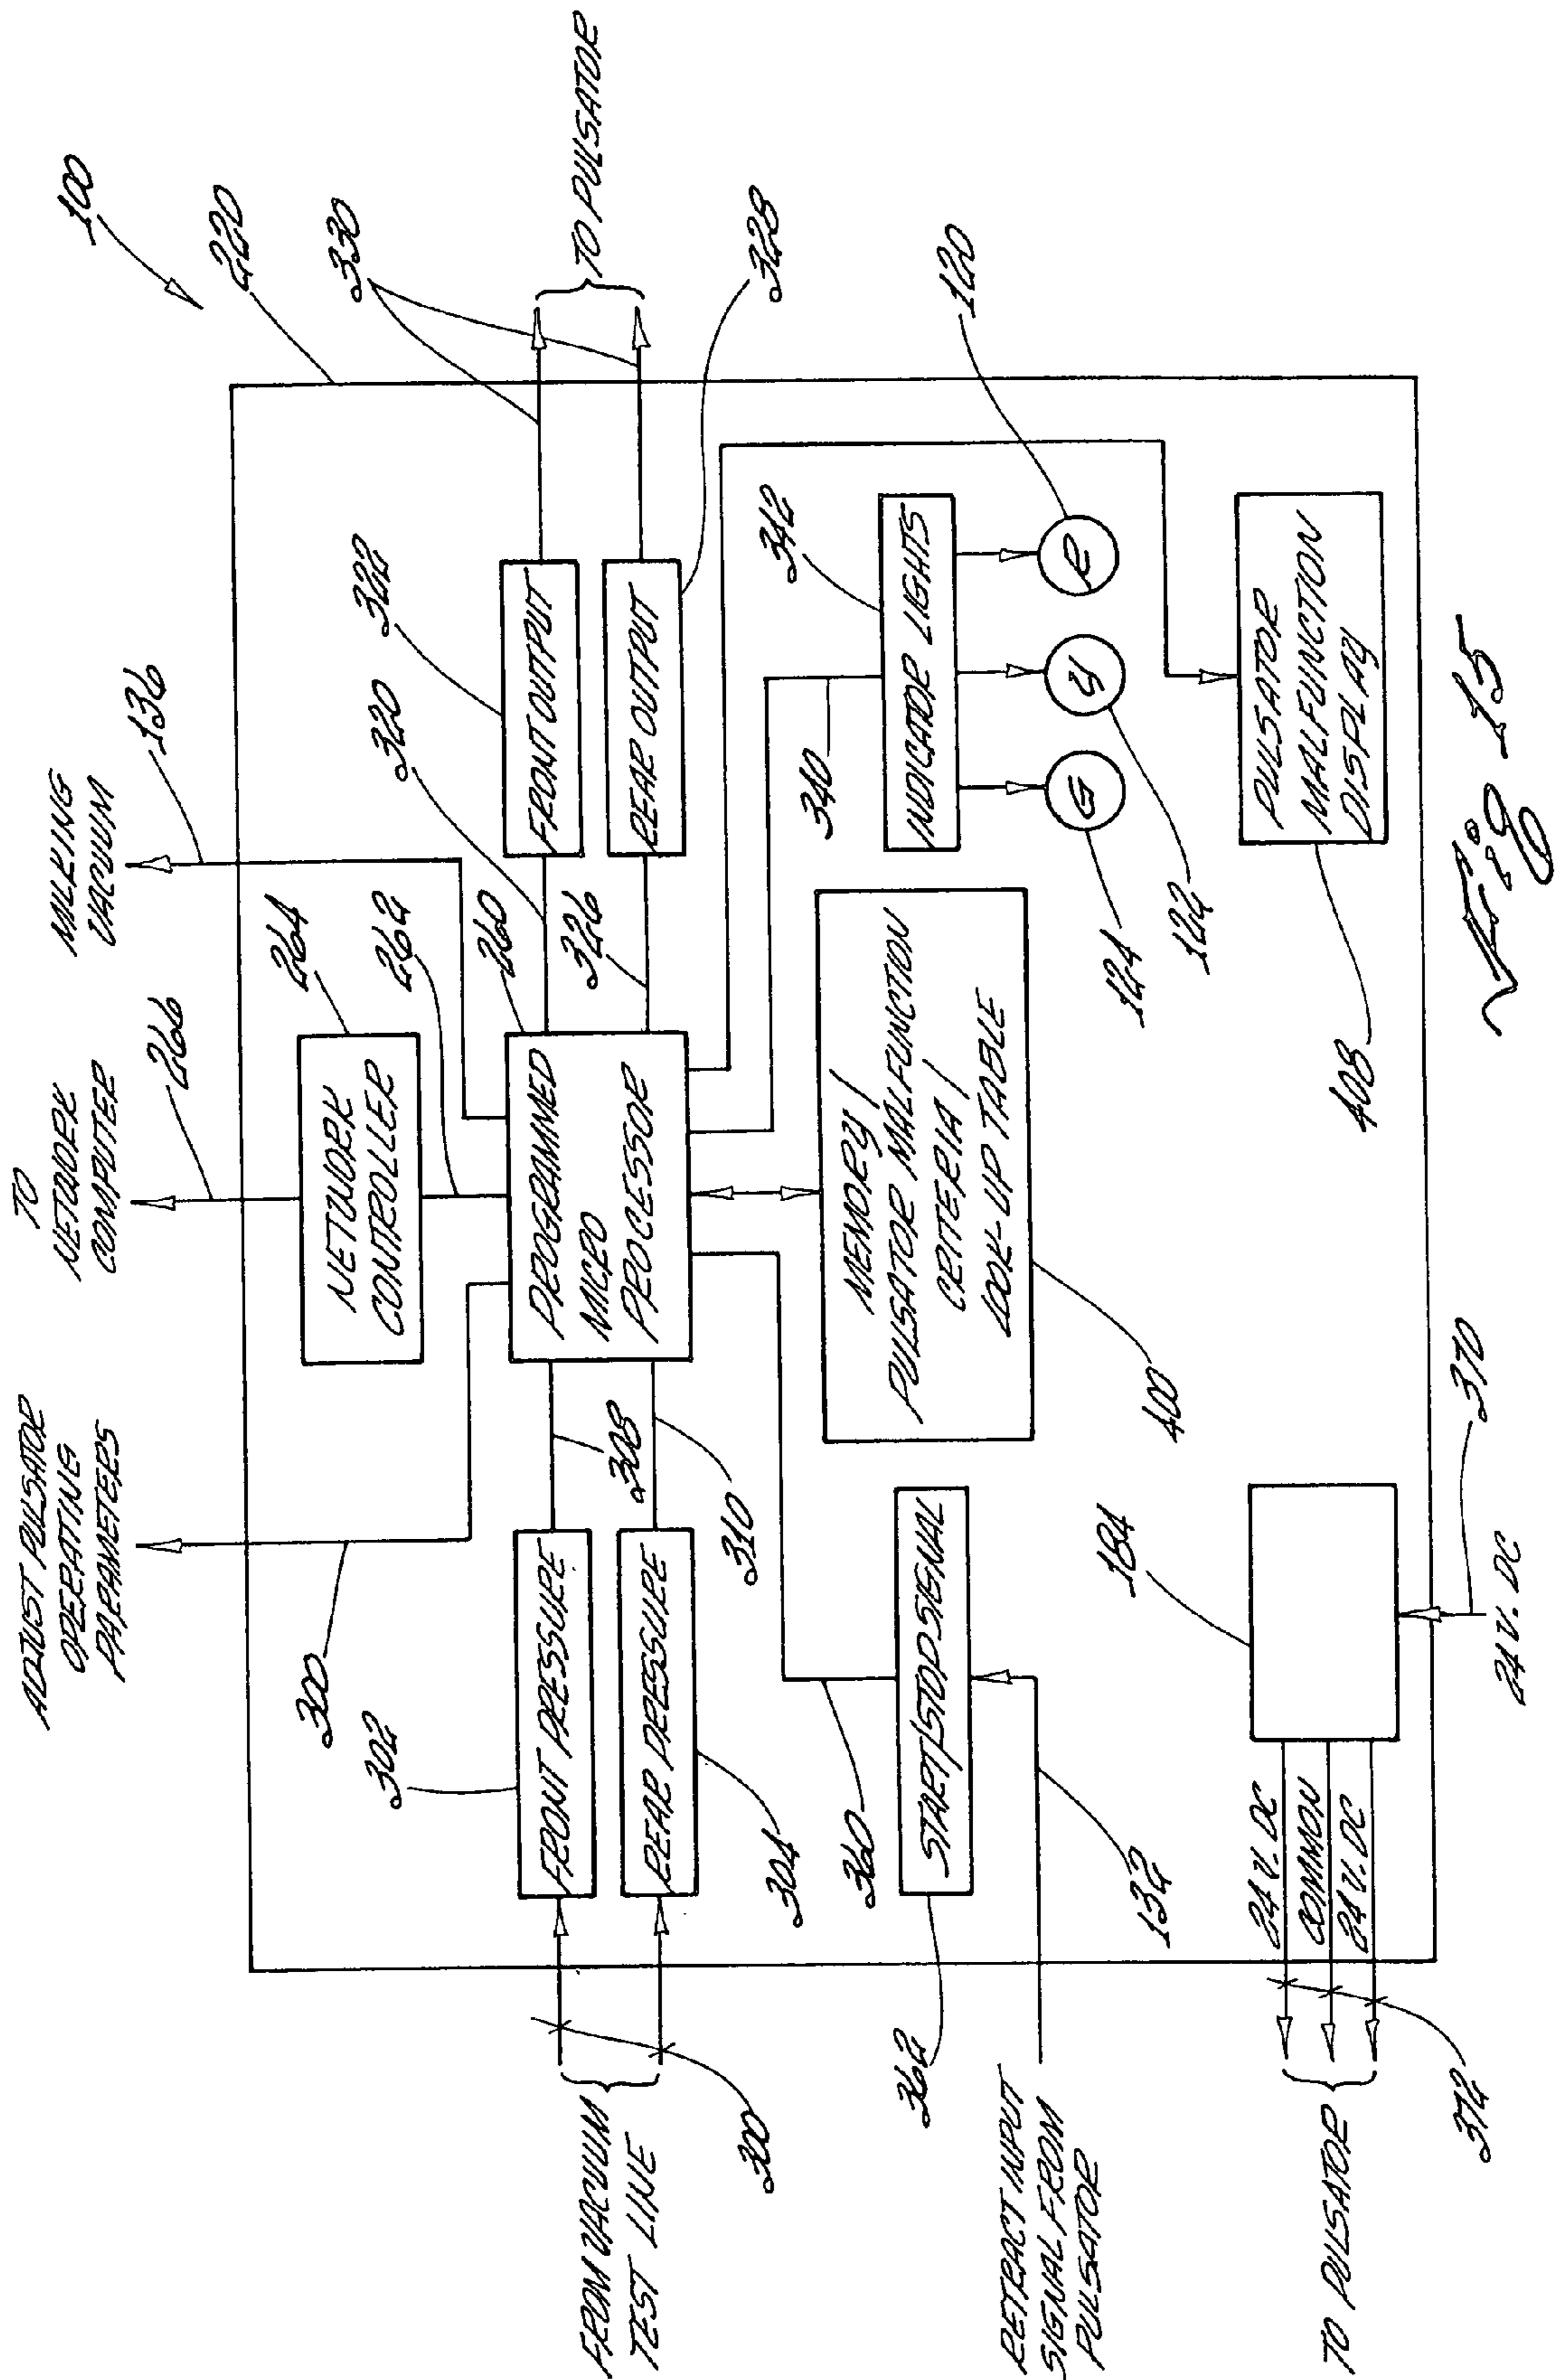 100
220
ADJUST PULSATOR
OPERATING
PARAMETERS
TO
NETWORK
COMPUTER
MILKING
VACUUM
300
266
136
NETWORK
CONTROLLER
264
262
260
320
322
330
302
FRONT PRESSURE
308
PROGRAMMED
MICRO
PROCESSOR
FRONT OUTPUT
TO PULSATOR
FROM VACUUM
TEST LINE
300
REAR PRESSURE
304
310
326
REAR OUTPUT
328
360
340
342
362
START/STOP SIGNAL
MEMORY/
PULSATOR MALFUNCTION
CRITERIA/
LOOK-UP TABLE
INDICATOR LIGHTS
120
RETRACT INPUT
SIGNAL FROM
PULSATOR
132
400
G
Y
R
124
122
184
24 V. DC
COMMON
24 V. DC
TO PULSATOR
372
24 V. DC
370
PULSATOR
MALFUNCTION
DISPLAY
408
Fig 15